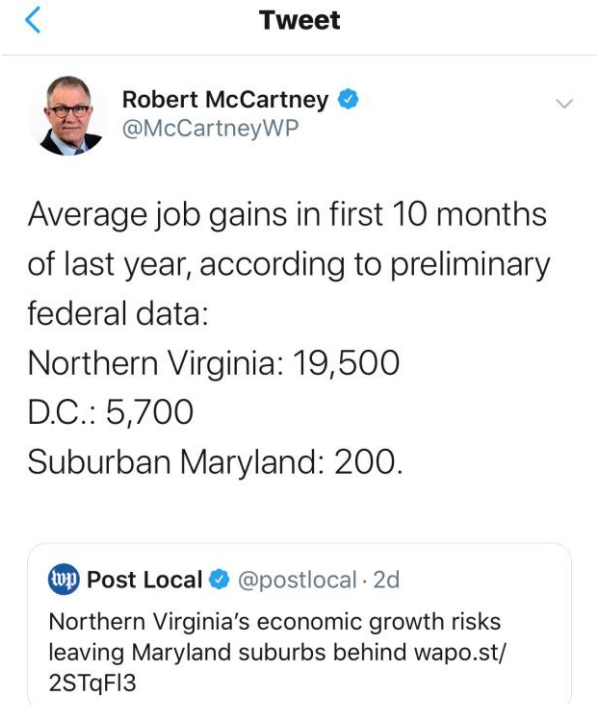 Tweet
Robert McCartney
@McCartneyWP
Average job gains in first 10 months
of last year, according to preliminary
federal data:
Northern Virginia: 19,500
D.C.: 5,700
Suburban Maryland: 200.
wp Post Local @postlocal · 2d
Northern Virginia's economic growth risks
leaving Maryland suburbs behind wapo.st/
2STqFl3